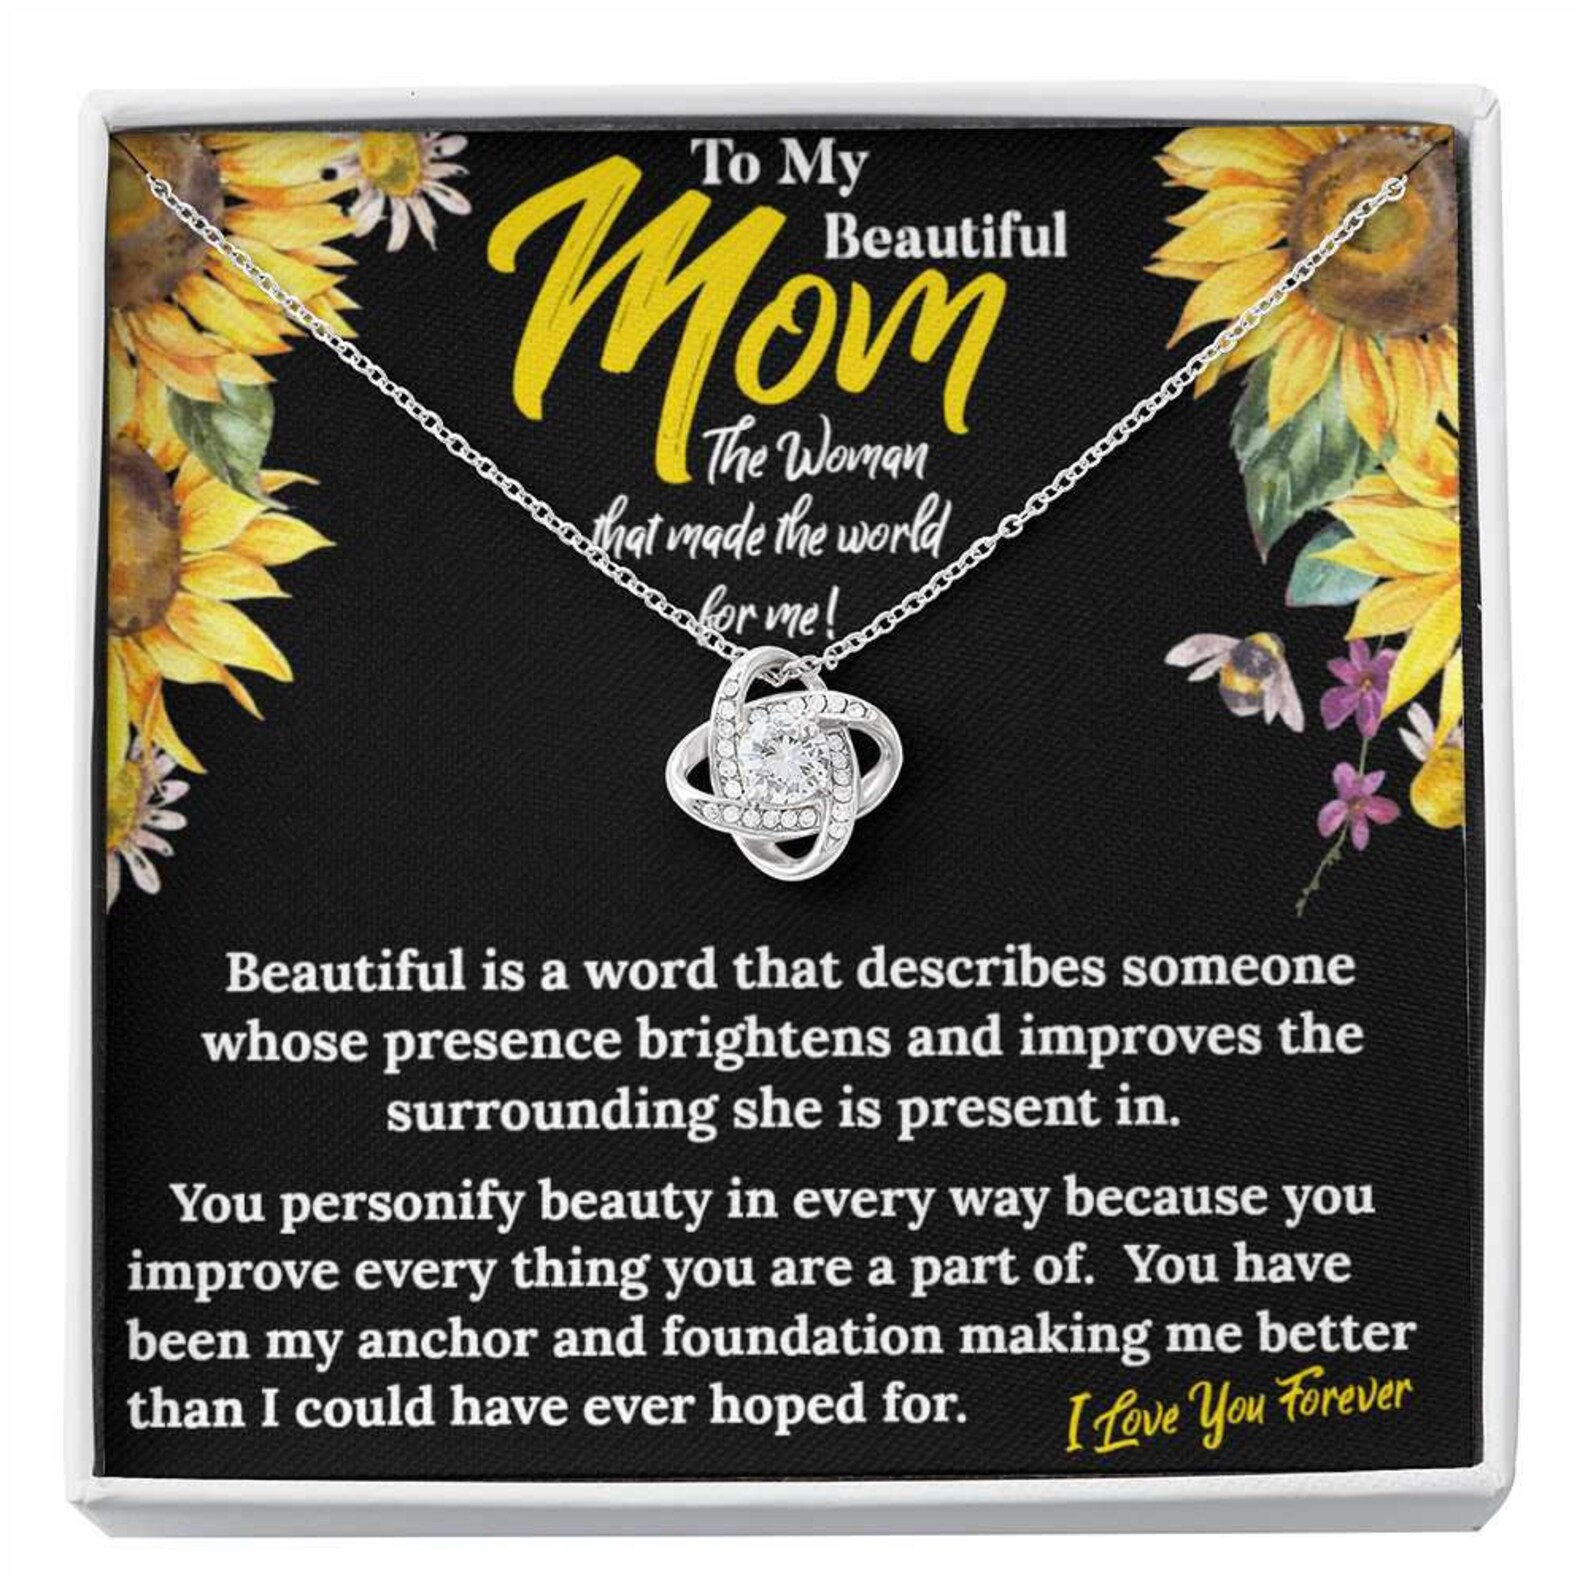 To My
Beautiful
Mom
The Woman
that made the world
for me!
Beautiful is a word that describes someone
whose presence brightens and improves the
surrounding she is present in.
You personify beauty in every way because you
improve every thing you are a part of.  You have
been my anchor and foundation making me better
than I could have ever hoped for.
I Love You Forever